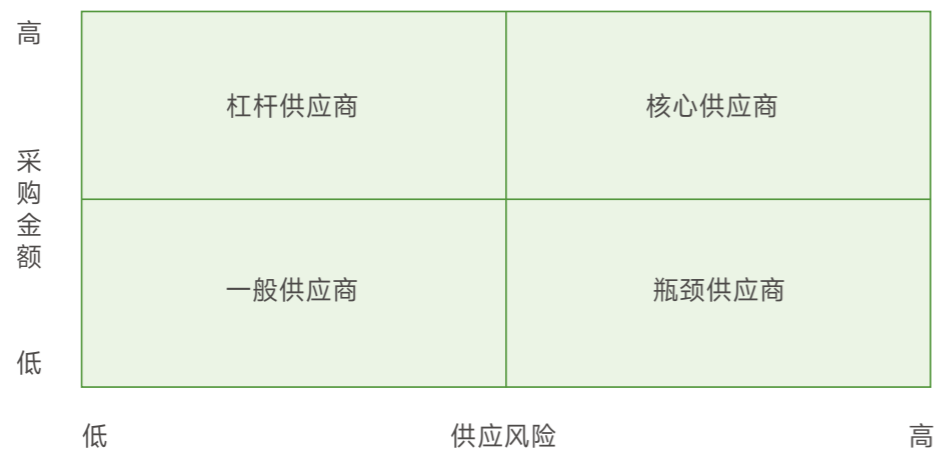 高
杠杆供应商
核心供应商
采购金额
一般供应商
瓶颈供应商
低
低
供应风险
高